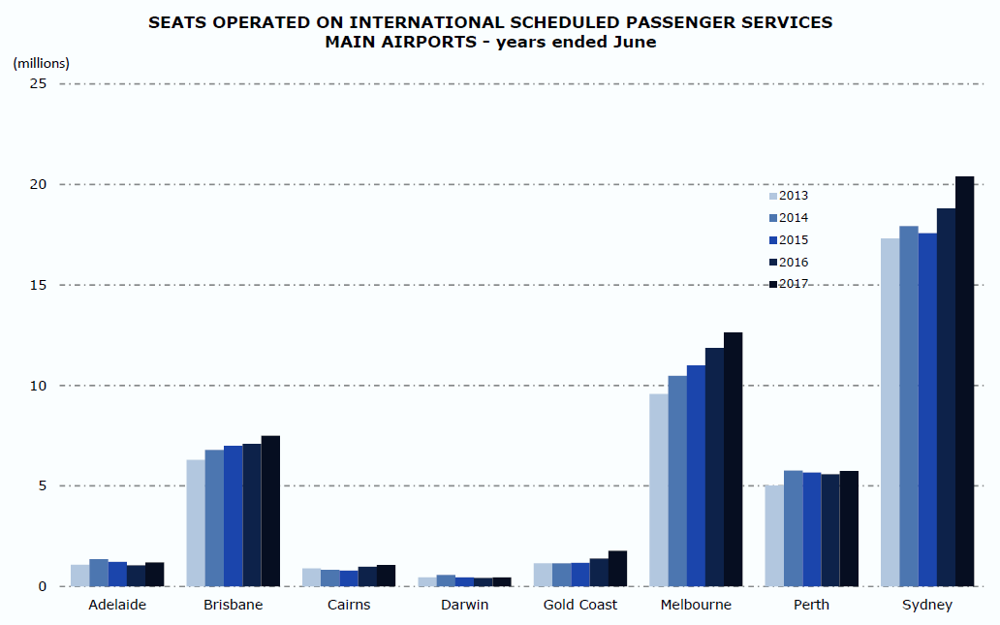 SEATS OPERATED ON INTERNATIONAL SCHEDULED PASSENGER SERVICES
MAIN AIRPORTS - years ended June
(millions)
25
20
15
10
5
0
2013
2014
2015
2016
2017
Adelaide Brisbane Cairns Darwin Gold Coast Melbourne Perth Sydney